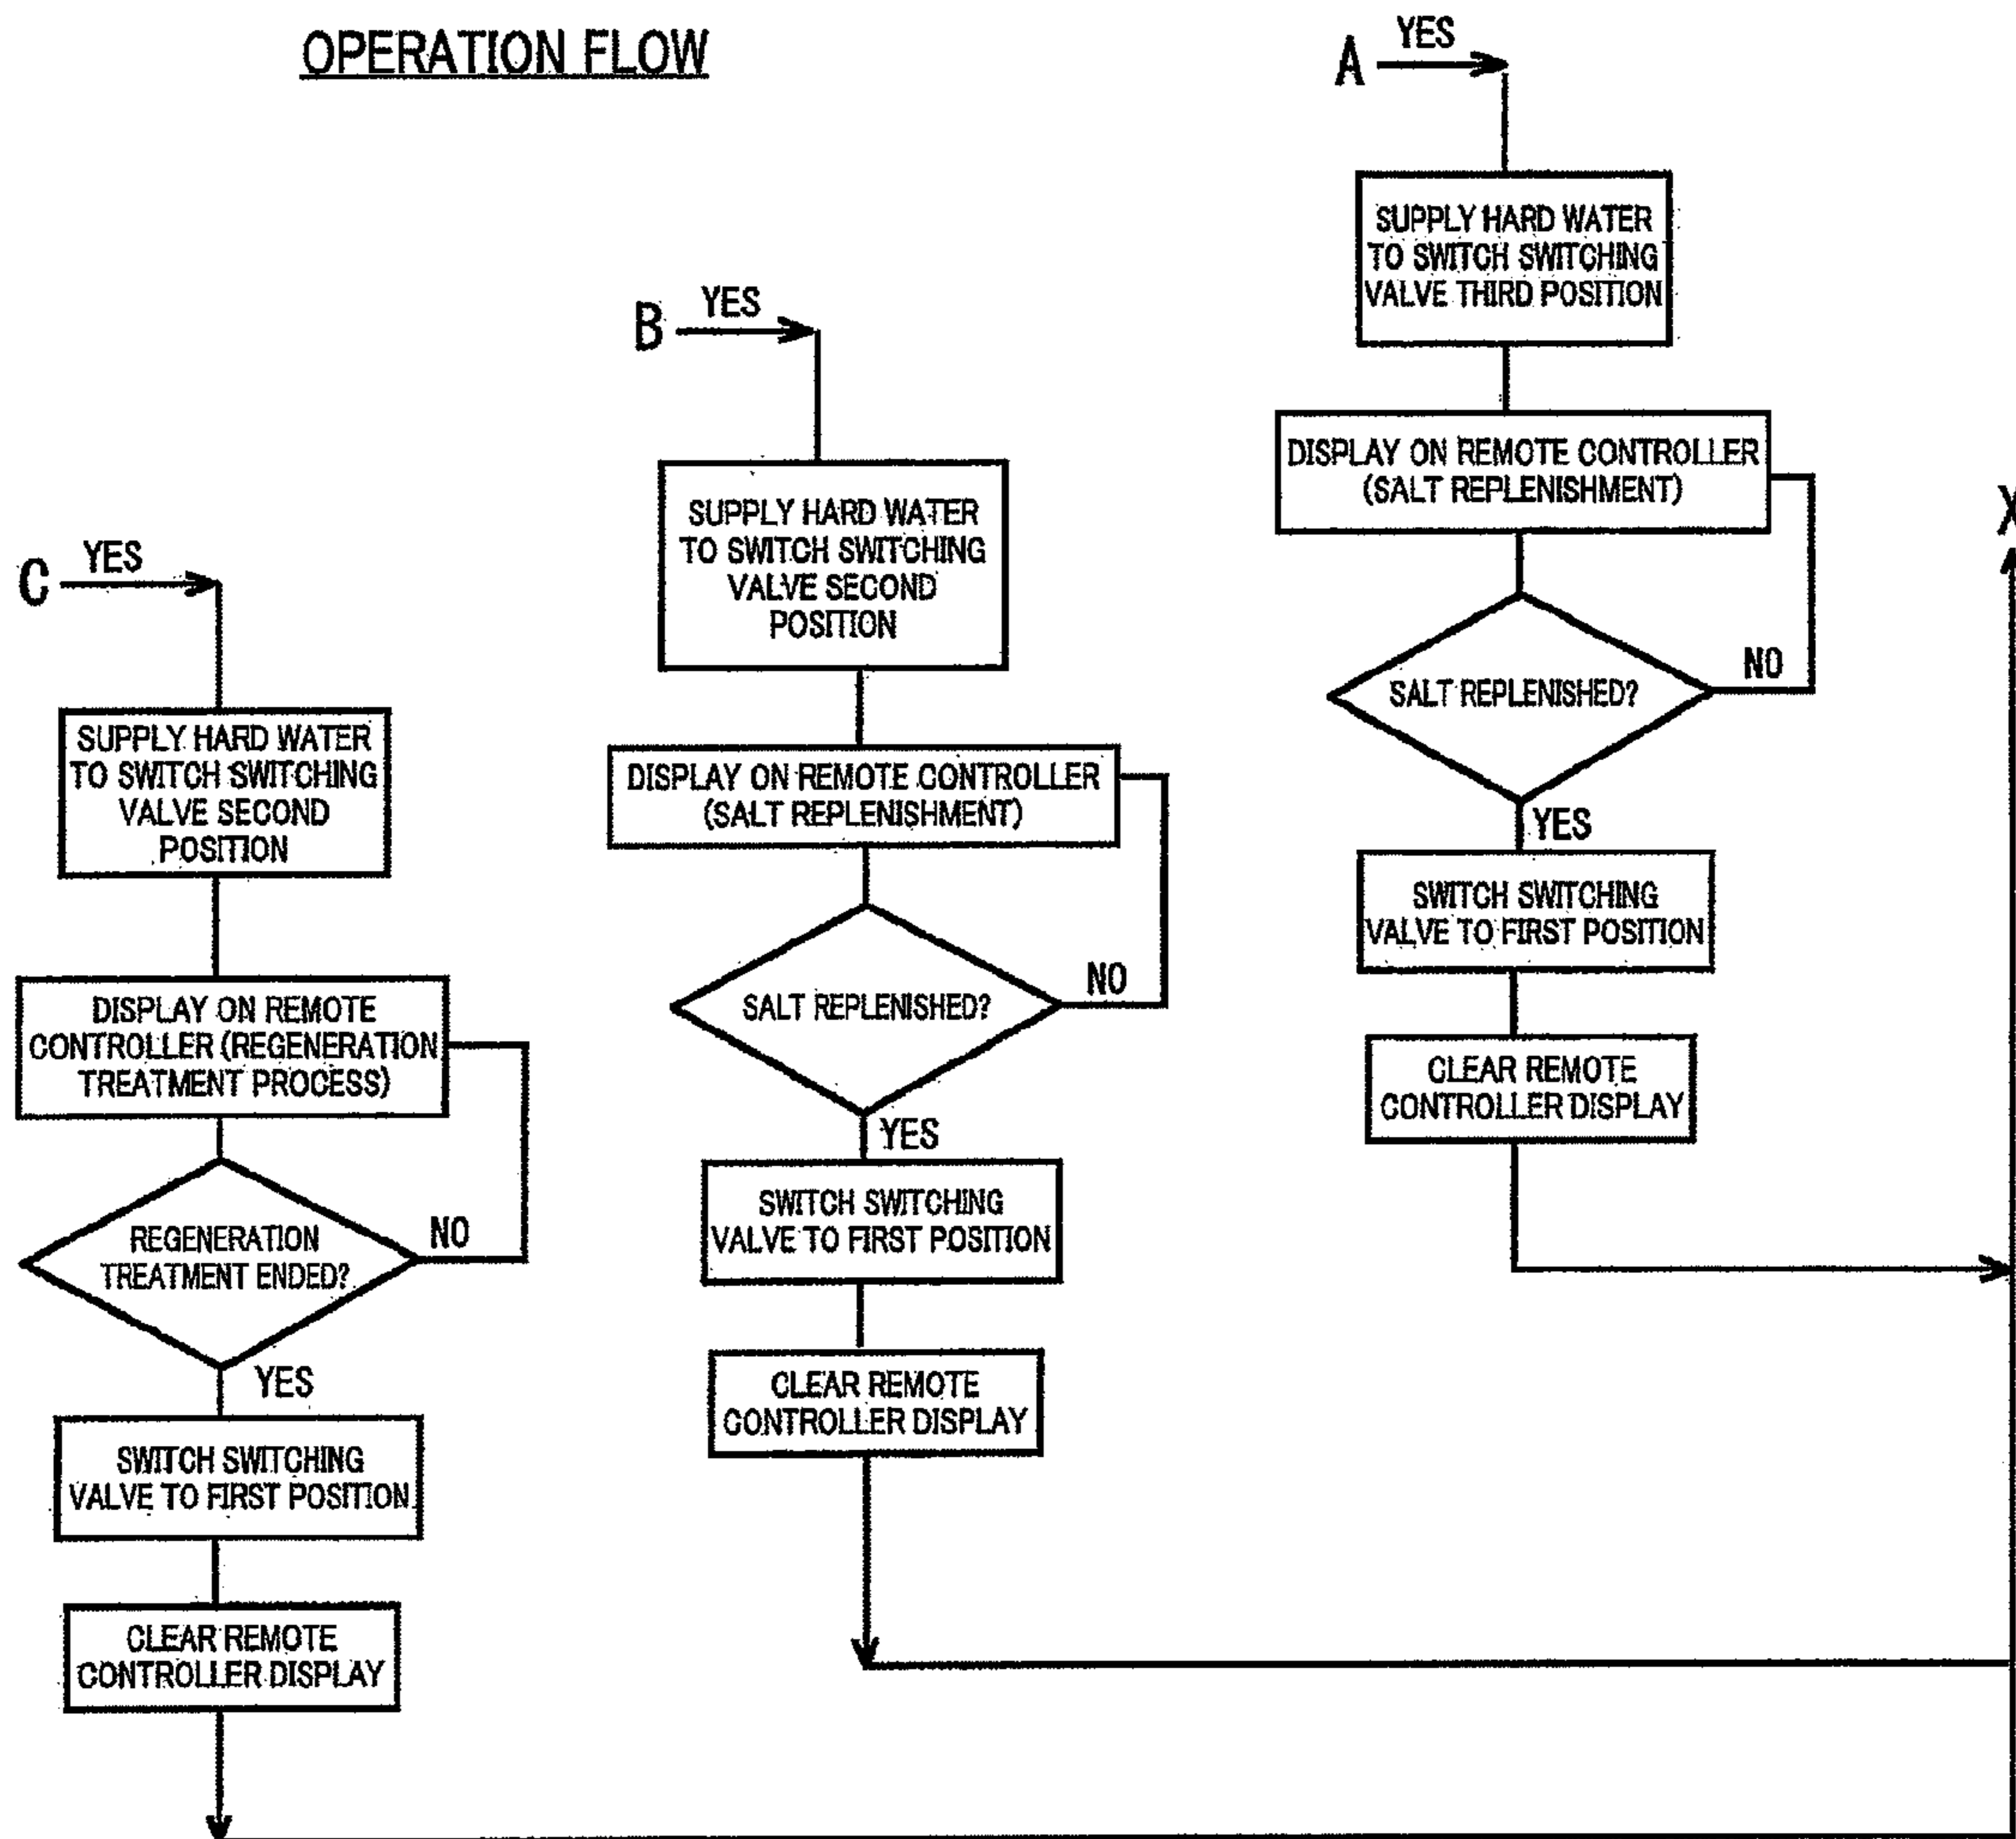 OPERATION FLOW
A
YES
SUPPLY HARD WATER
TO SWITCH SWITCHING
VALVE THIRD POSITION
DISPLAY ON REMOTE CONTROLLER
(SALT REPLENISHMENT)
SALT REPLENISHED?
NO
YES
SWITCH SWITCHING
VALVE TO FIRST POSITION
CLEAR REMOTE
CONTROLLER DISPLAY
X
B
YES
SUPPLY HARD WATER
TO SWITCH SWITCHING
VALVE SECOND
POSITION
DISPLAY ON REMOTE CONTROLLER
(SALT REPLENISHMENT)
SALT REPLENISHED?
NO
YES
SWITCH SWITCHING
VALVE TO FIRST POSITION
CLEAR REMOTE
CONTROLLER DISPLAY
C
YES
SUPPLY HARD WATER
TO SWITCH SWITCHING
VALVE SECOND
POSITION
DISPLAY ON REMOTE
CONTROLLER (REGENERATION
TREATMENT PROCESS)
REGENERATION
TREATMENT ENDED?
NO
YES
SWITCH SWITCHING
VALVE TO FIRST POSITION
CLEAR REMOTE
CONTROLLER DISPLAY